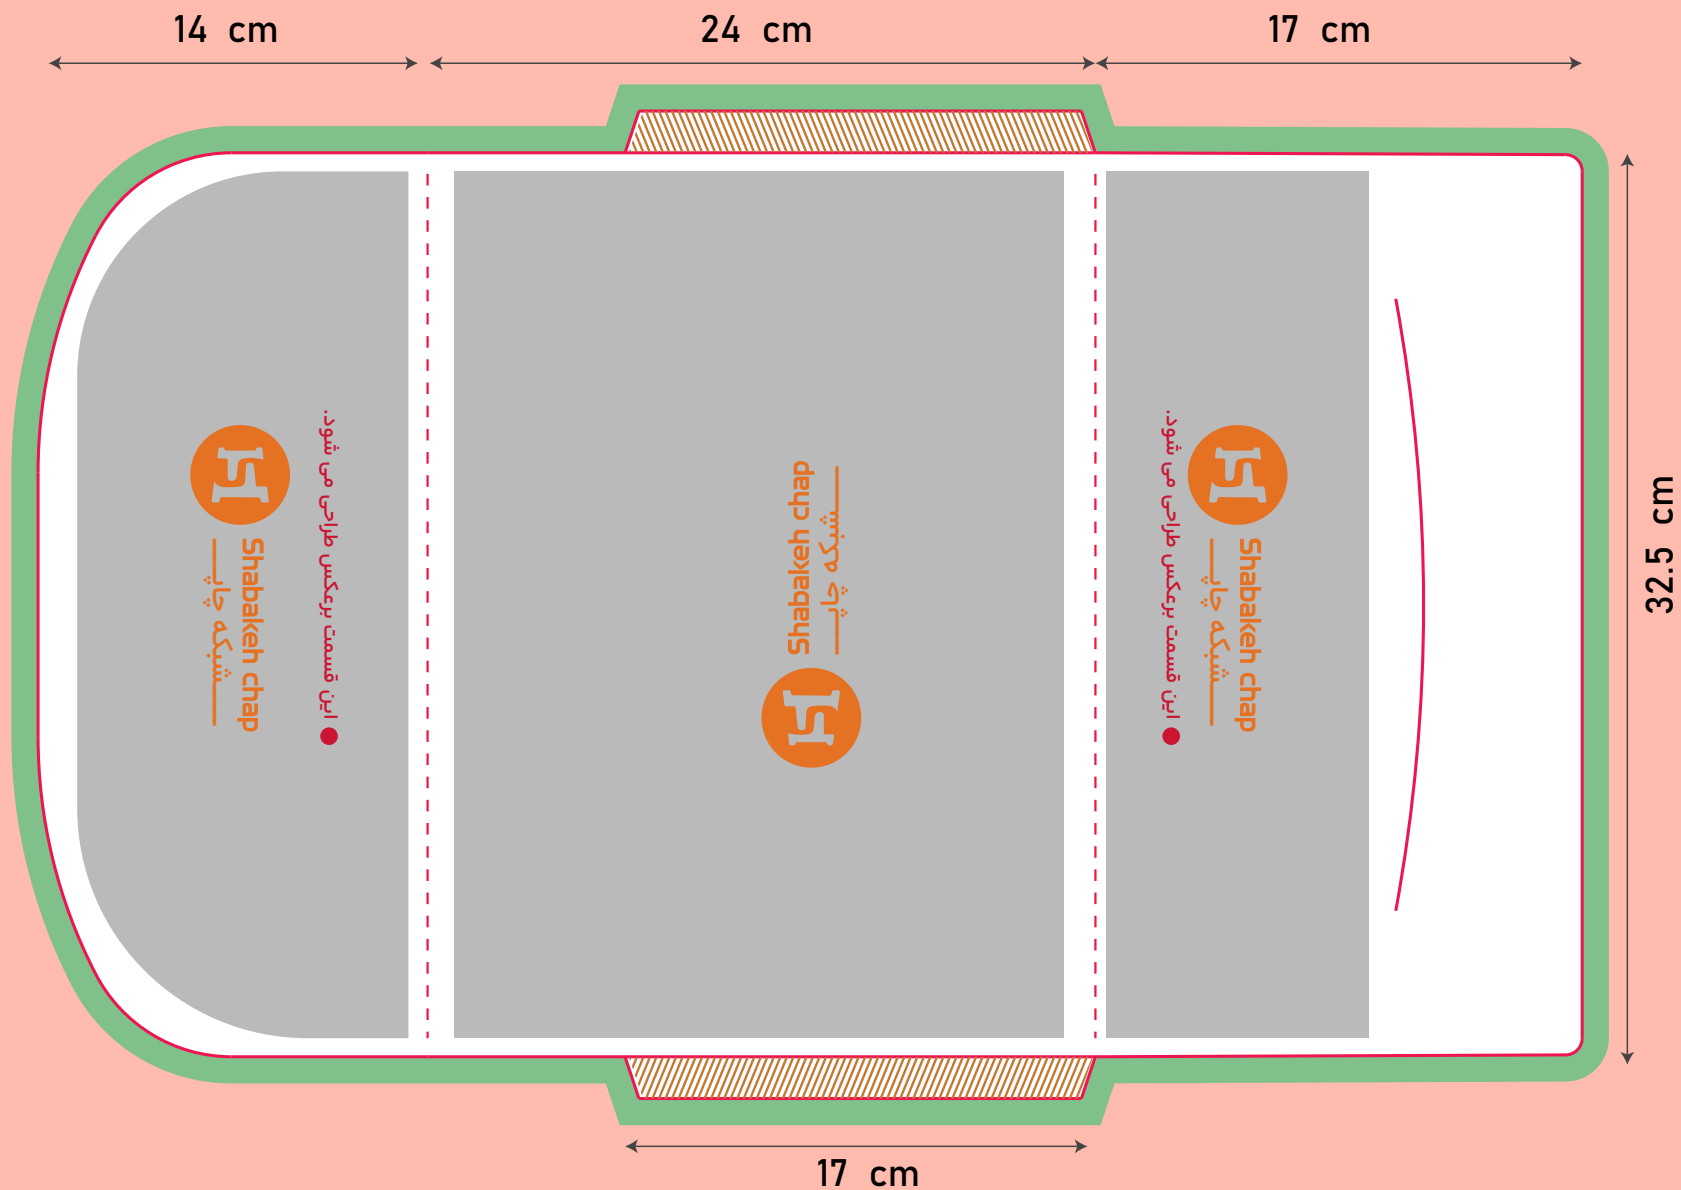 14 cm
24 cm
17 cm
این قسمت برعکس طراحی می شود.
Shabakeh chap
شبکه چاپ
Shabakeh chap
شبکه چاپ
این قسمت برعکس طراحی می شود.
Shabakeh chap
شبکه چاپ
32.5 cm
17 cm